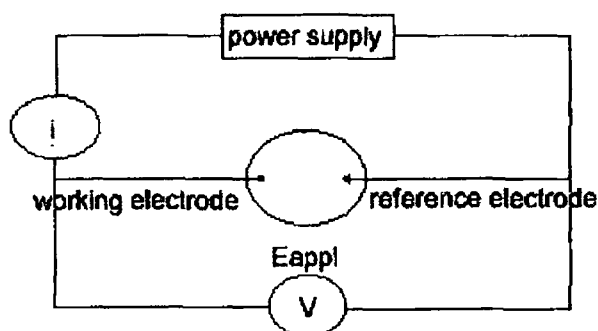 power supply
i
working electrode
reference electrode
Eappl
V